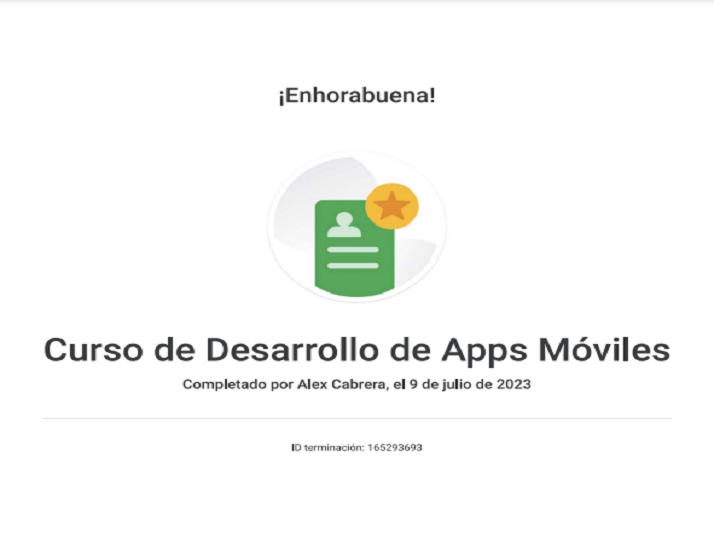 ¡Enhorabuena!
Curso de Desarrollo de Apps Móviles
Completado por Alex Cabrera, el 9 de julio de 2023
ID terminación: 165293693